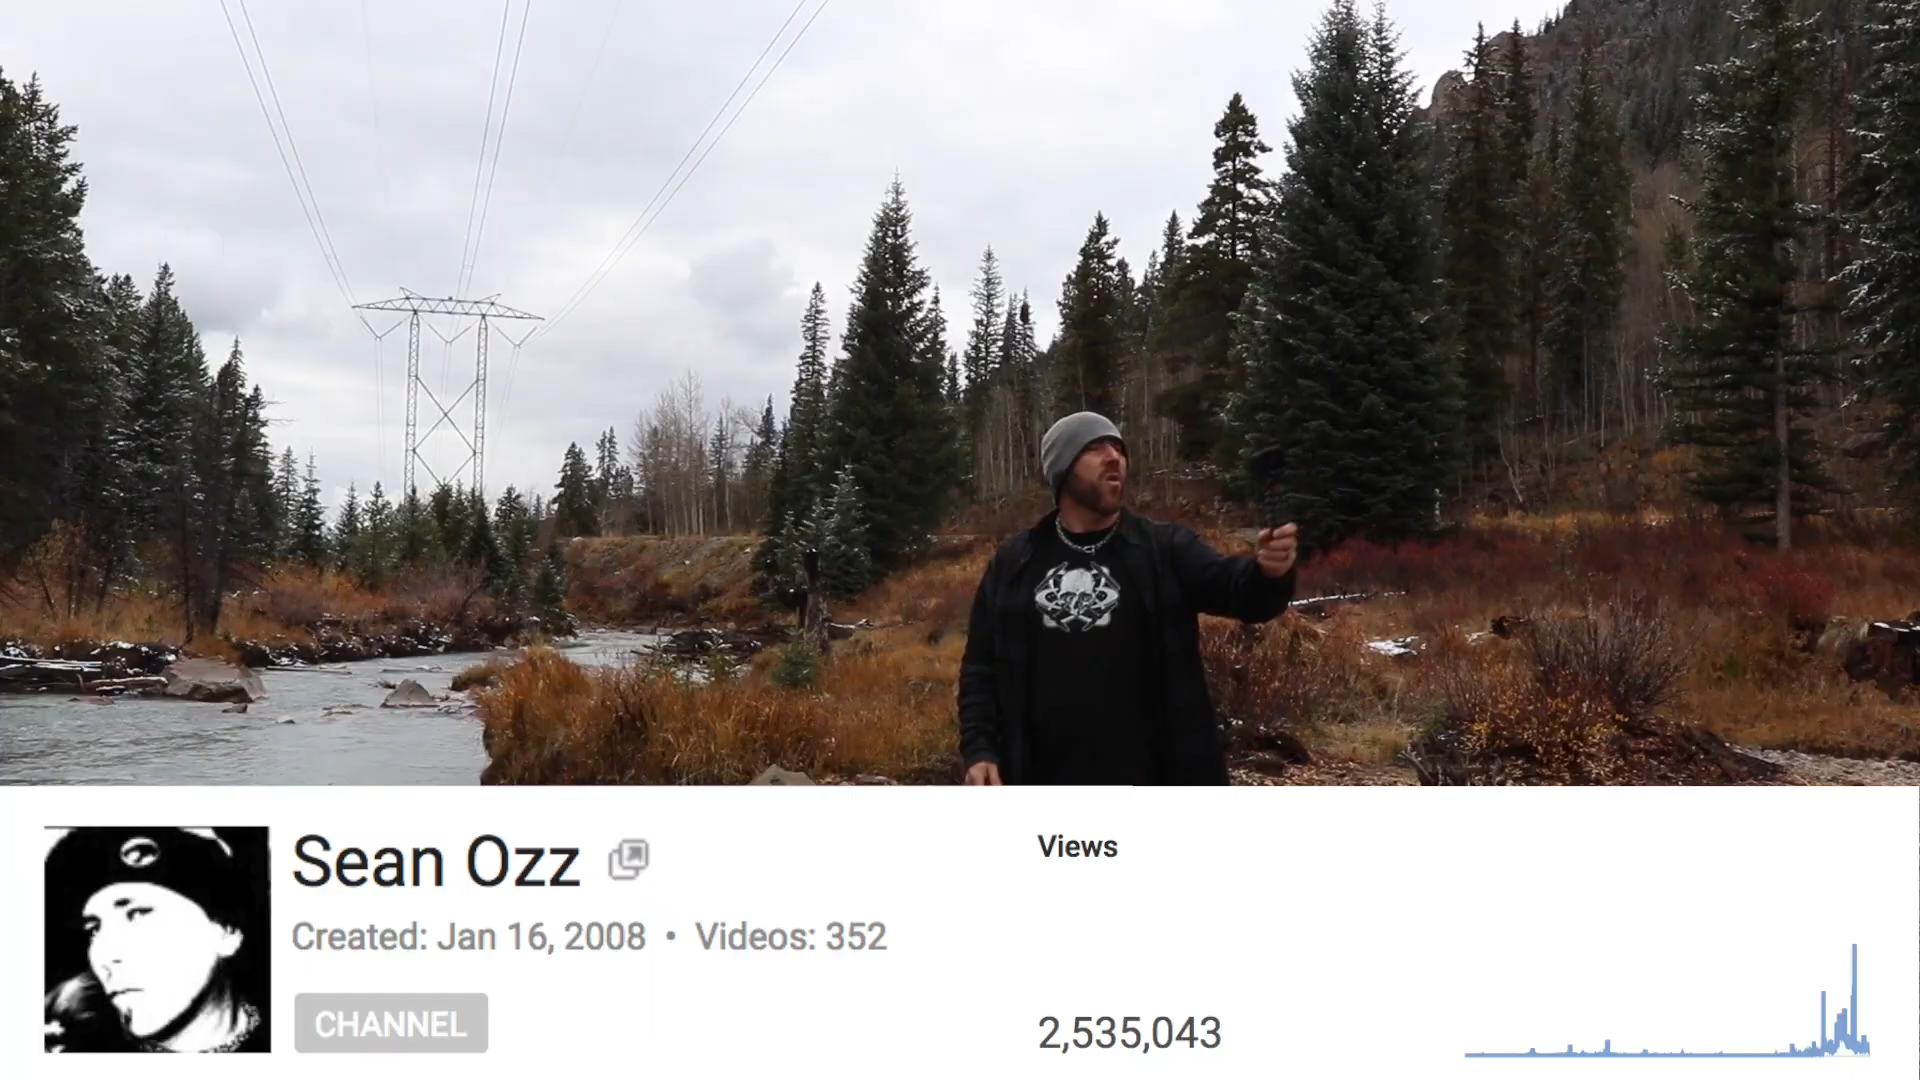 Sean Ozz
Created: Jan 16, 2008 • Videos: 352
CHANNEL
Views
2,535,043